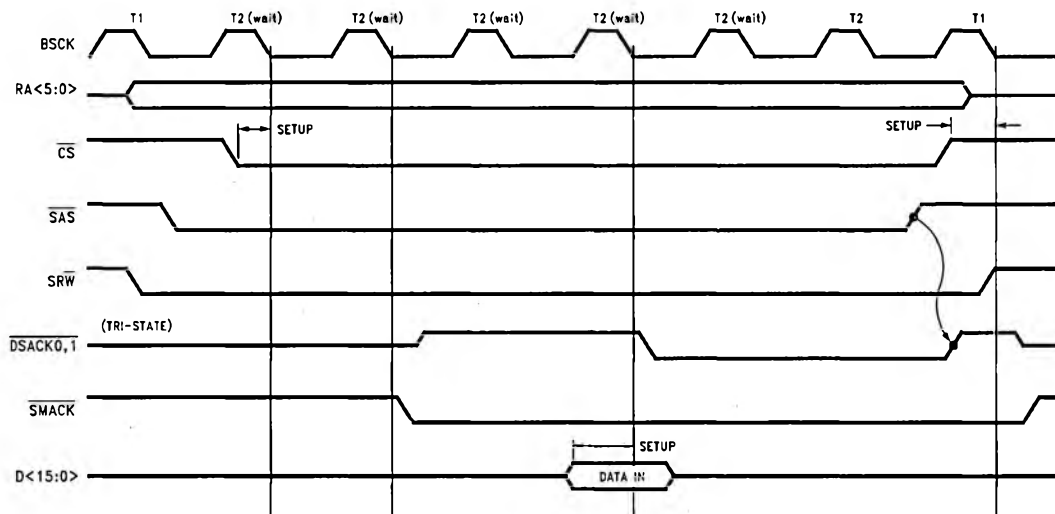 T1 T2 (wait) T2 (wait) T2 (wait) T2 (wait) T2 (wait) T2 T1
BSCK
RA<5:0>
SETUP SETUP
CS
SAS
SRW
(TRI-STATE)
DSACK0,1
SMACK
SETUP
D<15:0> DATA IN